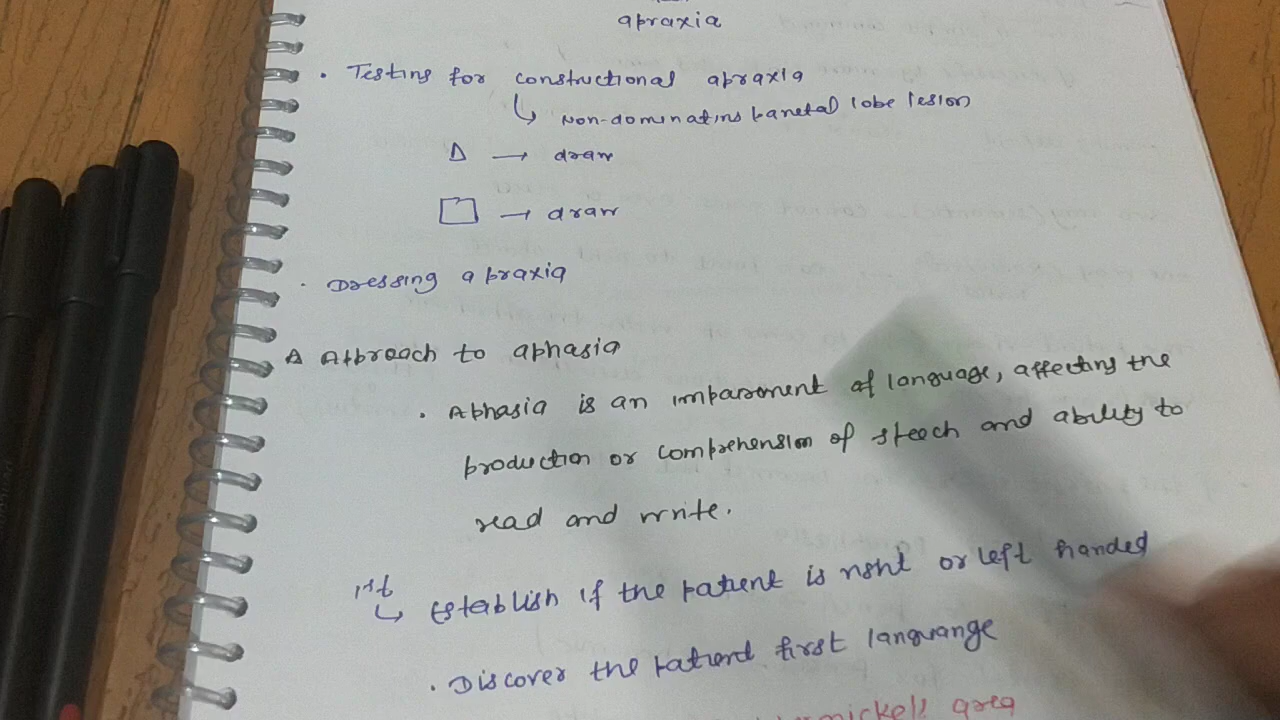 apraxia
• Testing for constructional apraxia
↳ Non-dominating parietal lobe lesion
△ → draw
□ → draw
• Dressing apraxia
Approach to aphasia
• Aphasia is an impairment of language, affecting the
production or comprehension of speech and ability to
read and write.
1st
↳ Establish if the patient is right or left handed
• Discover the patient first languange
area